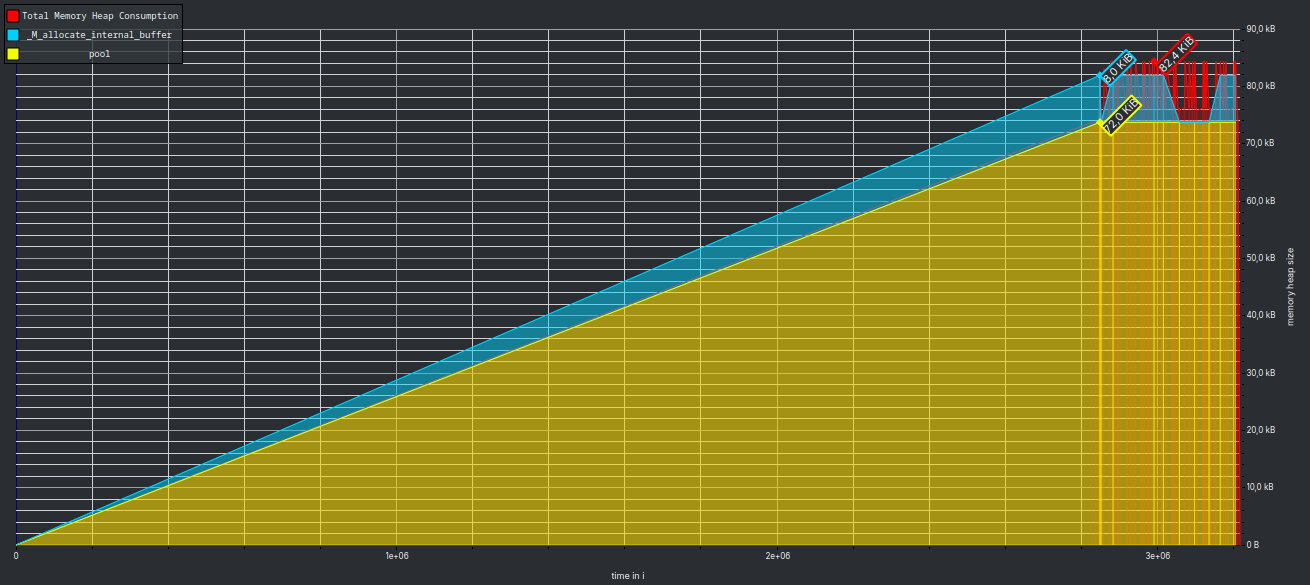 Total Memory Heap Consumption
_M_allocate_internal_buffer
pool
8,0 KiB
82,4 KiB
72,0 KiB
90,0 kB
80,0 kB
70,0 kB
60,0 kB
50,0 kB
40,0 kB
30,0 kB
20,0 kB
10,0 kB
0 B
memory heap size
0
1e+06
2e+06
3e+06
time in i